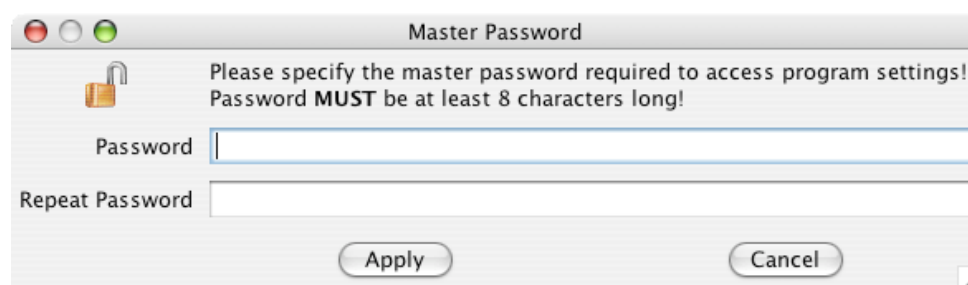 Master Password
Please specify the master password required to access program settings!
Password MUST be at least 8 characters long!
Password
Repeat Password
Apply
Cancel